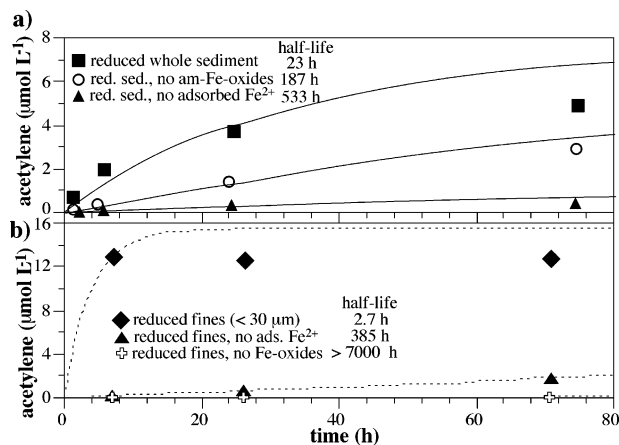 a)
half-life
reduced whole sediment 23 h
red. sed., no am-Fe-oxides 187 h
red. sed., no adsorbed Fe2+ 533 h
acetylene (μmol L-1)
8
6
4
2
0
b)
half-life
reduced fines (< 30 μm) 2.7 h
reduced fines, no ads. Fe2+ 385 h
reduced fines, no Fe-oxides > 7000 h
acetylene (μmol L-1)
16
12
8
4
0
0 20 40 60 80
time (h)